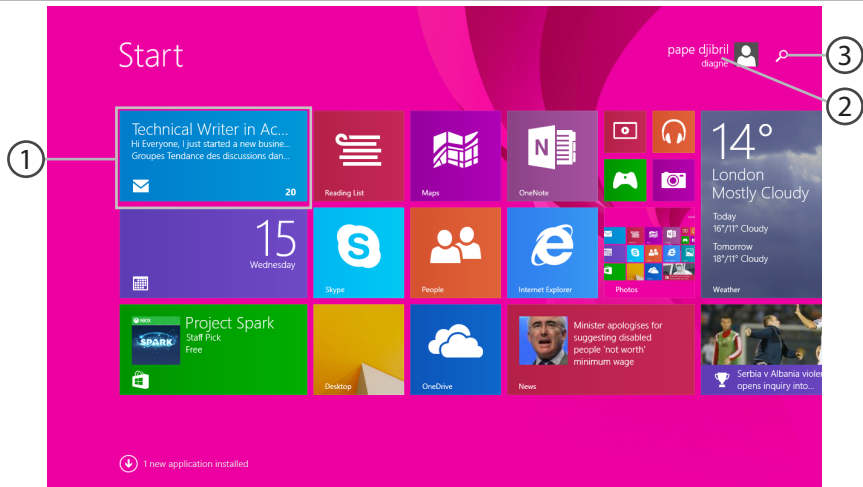 Start
pape djibril
diagne
3
2
1
Technical Writer in Ac...
Hi Everyone, I just started a new busine...
Groupes Tendance des discussions dan...
20
Reading List
Maps
N
OneNote
14°
London
Mostly Cloudy
Today
16°/11° Cloudy
Tomorrow
18°/11° Cloudy
Weather
15
Wednesday
S
Skype
People
e
Internet Explorer
Photos
XBOX
SPARK
Project Spark
Staff Pick
Free
Desktop
OneDrive
Minister apologises for
suggesting disabled
people 'not worth'
minimum wage
News
Serbia v Albania violen
opens inquiry into...
1 new application installed